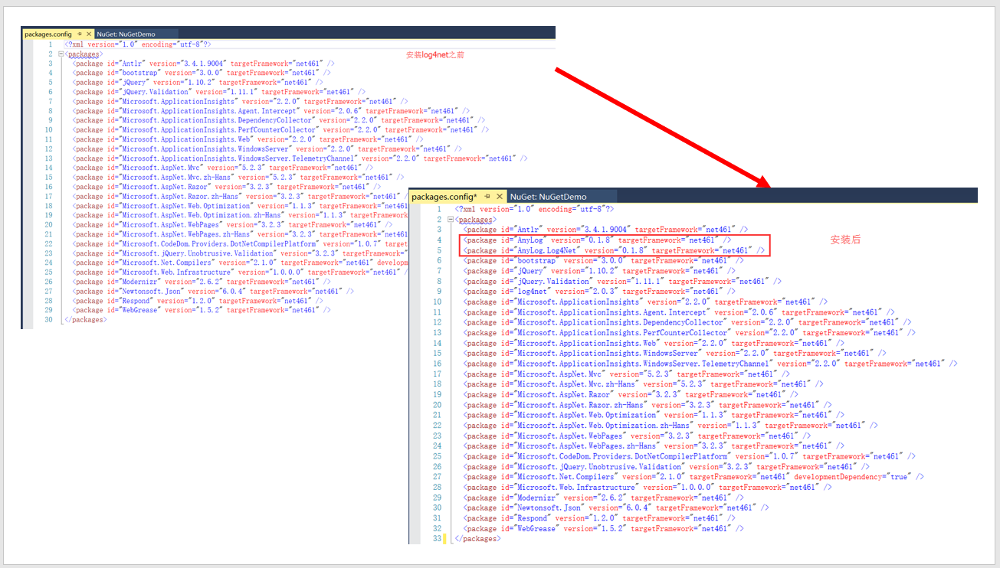 packages.config NuGet: NuGetDemo
1 <?xml version="1.0" encoding="utf-8"?>
2 <packages>
安装log4net之前
3 <package id="Antlr" version="3.4.1.9004" targetFramework="net461" />
4 <package id="bootstrap" version="3.0.0" targetFramework="net461" />
5 <package id="jQuery" version="1.10.2" targetFramework="net461" />
6 <package id="jQuery.Validation" version="1.11.1" targetFramework="net461" />
7 <package id="Microsoft.ApplicationInsights" version="2.2.0" targetFramework="net461" />
8 <package id="Microsoft.ApplicationInsights.Agent.Intercept" version="2.0.6" targetFramework="net461" />
9 <package id="Microsoft.ApplicationInsights.DependencyCollector" version="2.2.0" targetFramework="net461" />
10 <package id="Microsoft.ApplicationInsights.PerfCounterCollector" version="2.2.0" targetFramework="net461" />
11 <package id="Microsoft.ApplicationInsights.Web" version="2.2.0" targetFramework="net461" />
12 <package id="Microsoft.ApplicationInsights.WindowsServer" version="2.2.0" targetFramework="net461" />
13 <package id="Microsoft.ApplicationInsights.WindowsServer.TelemetryChannel" version="2.2.0" targetFramework="net461" />
14 <package id="Microsoft.AspNet.Mvc" version="5.2.3" targetFramework="net461" />
15 <package id="Microsoft.AspNet.Mvc.zh-Hans" version="5.2.3" targetFramework="net461" />
16 <package id="Microsoft.AspNet.Razor" version="3.2.3" targetFramework="net461" />
17 <package id="Microsoft.AspNet.Razor.zh-Hans" version="3.2.3" targetFramework="net461" />
18 <package id="Microsoft.AspNet.Web.Optimization" version="1.1.3" targetFramework="net461
19 <package id="Microsoft.AspNet.Web.Optimization.zh-Hans" version="1.1.3" targetFramework
20 <package id="Microsoft.AspNet.WebPages" version="3.2.3" targetFramework="net461" />
21 <package id="Microsoft.AspNet.WebPages.zh-Hans" version="3.2.3" targetFramework="net461
22 <package id="Microsoft.CodeDom.Providers.DotNetCompilerPlatform" version="1.0.7" target
23 <package id="Microsoft.jQuery.Unobtrusive.Validation" version="3.2.3" targetFramework=
24 <package id="Microsoft.Net.Compilers" version="2.1.0" targetFramework="net461" developm
25 <package id="Microsoft.Web.Infrastructure" version="1.0.0.0" targetFramework="net461" /
26 <package id="Modernizr" version="2.6.2" targetFramework="net461" />
27 <package id="Newtonsoft.Json" version="6.0.4" targetFramework="net461" />
28 <package id="Respond" version="1.2.0" targetFramework="net461" />
29 <package id="WebGrease" version="1.5.2" targetFramework="net461" />
30 </packages>
packages.config* NuGet: NuGetDemo
1 <?xml version="1.0" encoding="utf-8"?>
2 <packages>
3 <package id="Antlr" version="3.4.1.9004" targetFramework="net461" />
4 <package id="AnyLog" version="0.1.8" targetFramework="net461" />
安装后
5 <package id="AnyLog.Log4Net" version="0.1.8" targetFramework="net461" />
6 <package id="bootstrap" version="3.0.0" targetFramework="net461" />
7 <package id="jQuery" version="1.10.2" targetFramework="net461" />
8 <package id="jQuery.Validation" version="1.11.1" targetFramework="net461" />
9 <package id="log4net" version="2.0.3" targetFramework="net461" />
10 <package id="Microsoft.ApplicationInsights" version="2.2.0" targetFramework="net461" />
11 <package id="Microsoft.ApplicationInsights.Agent.Intercept" version="2.0.6" targetFramework="net461" />
12 <package id="Microsoft.ApplicationInsights.DependencyCollector" version="2.2.0" targetFramework="net461" />
13 <package id="Microsoft.ApplicationInsights.PerfCounterCollector" version="2.2.0" targetFramework="net461" />
14 <package id="Microsoft.ApplicationInsights.Web" version="2.2.0" targetFramework="net461" />
15 <package id="Microsoft.ApplicationInsights.WindowsServer" version="2.2.0" targetFramework="net461" />
16 <package id="Microsoft.ApplicationInsights.WindowsServer.TelemetryChannel" version="2.2.0" targetFramework="net461" />
17 <package id="Microsoft.AspNet.Mvc" version="5.2.3" targetFramework="net461" />
18 <package id="Microsoft.AspNet.Mvc.zh-Hans" version="5.2.3" targetFramework="net461" />
19 <package id="Microsoft.AspNet.Razor" version="3.2.3" targetFramework="net461" />
20 <package id="Microsoft.AspNet.Razor.zh-Hans" version="3.2.3" targetFramework="net461" />
21 <package id="Microsoft.AspNet.Web.Optimization" version="1.1.3" targetFramework="net461" />
22 <package id="Microsoft.AspNet.Web.Optimization.zh-Hans" version="1.1.3" targetFramework="net461" />
23 <package id="Microsoft.AspNet.WebPages" version="3.2.3" targetFramework="net461" />
24 <package id="Microsoft.AspNet.WebPages.zh-Hans" version="3.2.3" targetFramework="net461" />
25 <package id="Microsoft.CodeDom.Providers.DotNetCompilerPlatform" version="1.0.7" targetFramework="net461" />
26 <package id="Microsoft.jQuery.Unobtrusive.Validation" version="3.2.3" targetFramework="net461" />
27 <package id="Microsoft.Net.Compilers" version="2.1.0" targetFramework="net461" developmentDependency="true" />
28 <package id="Microsoft.Web.Infrastructure" version="1.0.0.0" targetFramework="net461" />
29 <package id="Modernizr" version="2.6.2" targetFramework="net461" />
30 <package id="Newtonsoft.Json" version="6.0.4" targetFramework="net461" />
31 <package id="Respond" version="1.2.0" targetFramework="net461" />
32 <package id="WebGrease" version="1.5.2" targetFramework="net461" />
33 </packages>